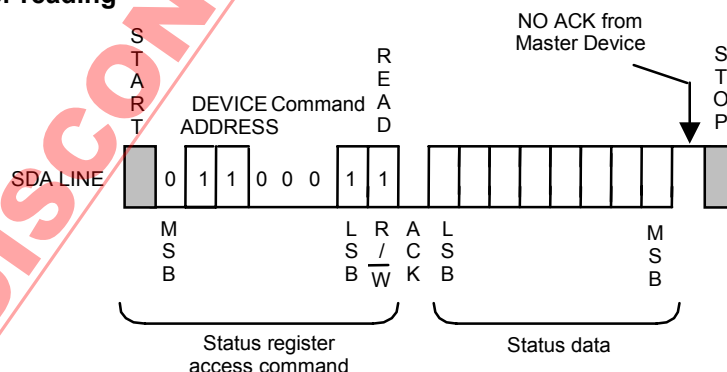 reading
NO ACK from
Master Device
START
READ
STOP
DEVICE Command
ADDRESS
SDA LINE
0 1 1 0 0 0 1 1
MSB
LSB
R/W
ACK
LSB
MSB
Status register
access command
Status data
DISCON